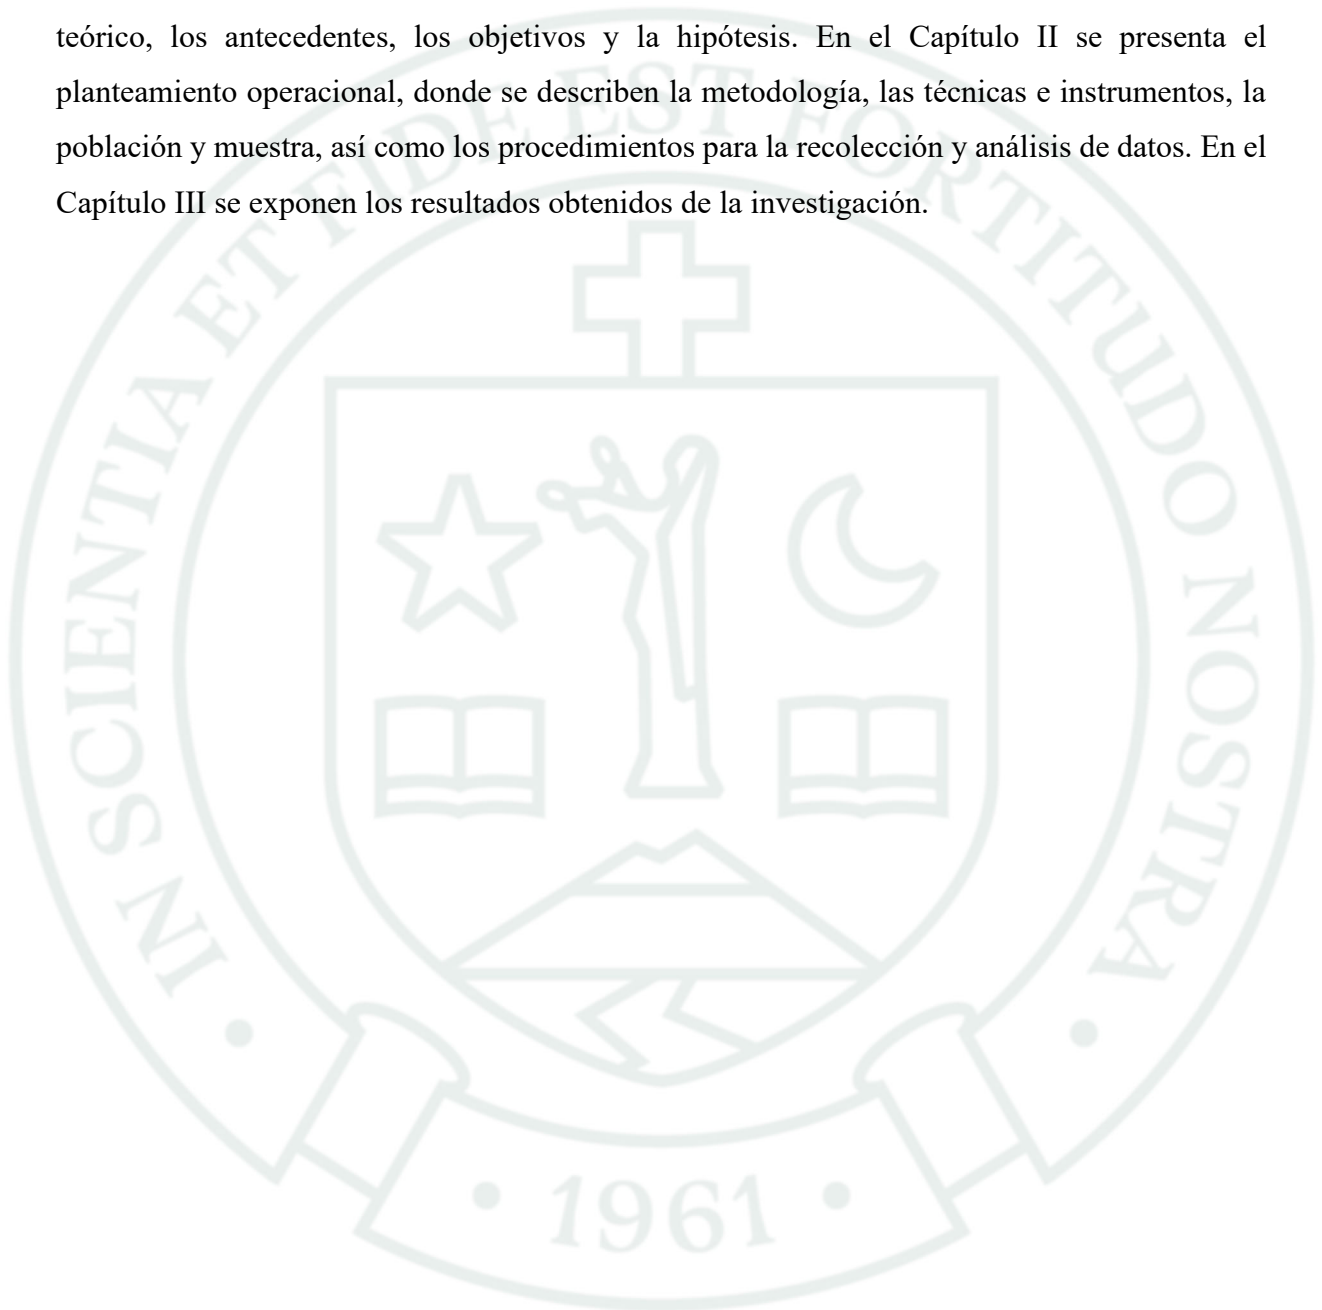 teórico, los antecedentes, los objetivos y la hipótesis. En el Capítulo II se presenta el
planteamiento operacional, donde se describen la metodología, las técnicas e instrumentos, la
población y muestra, así como los procedimientos para la recolección y análisis de datos. En el
Capítulo III se exponen los resultados obtenidos de la investigación.
IN SCIENTIA ET FIDE EST FORTITUDO NOSTRA
• 1961 •